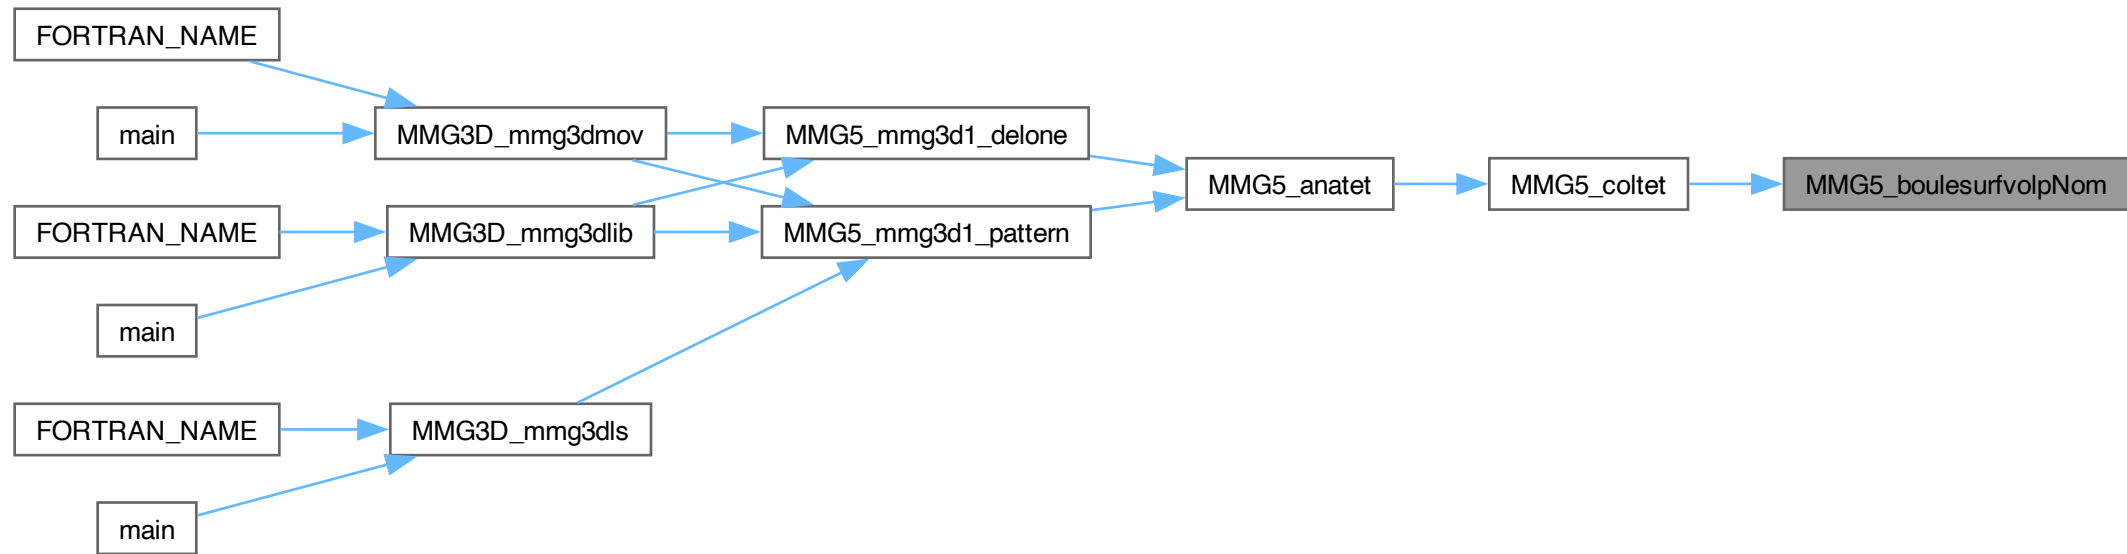 FORTRAN_NAME
main
MMG3D_mmg3dmov
MMG5_mmg3d1_delone
MMG5_anatet
MMG5_coltet
MMG5_boulesurfvolpNom
FORTRAN_NAME
MMG3D_mmg3dlib
MMG5_mmg3d1_pattern
main
FORTRAN_NAME
MMG3D_mmg3dls
main